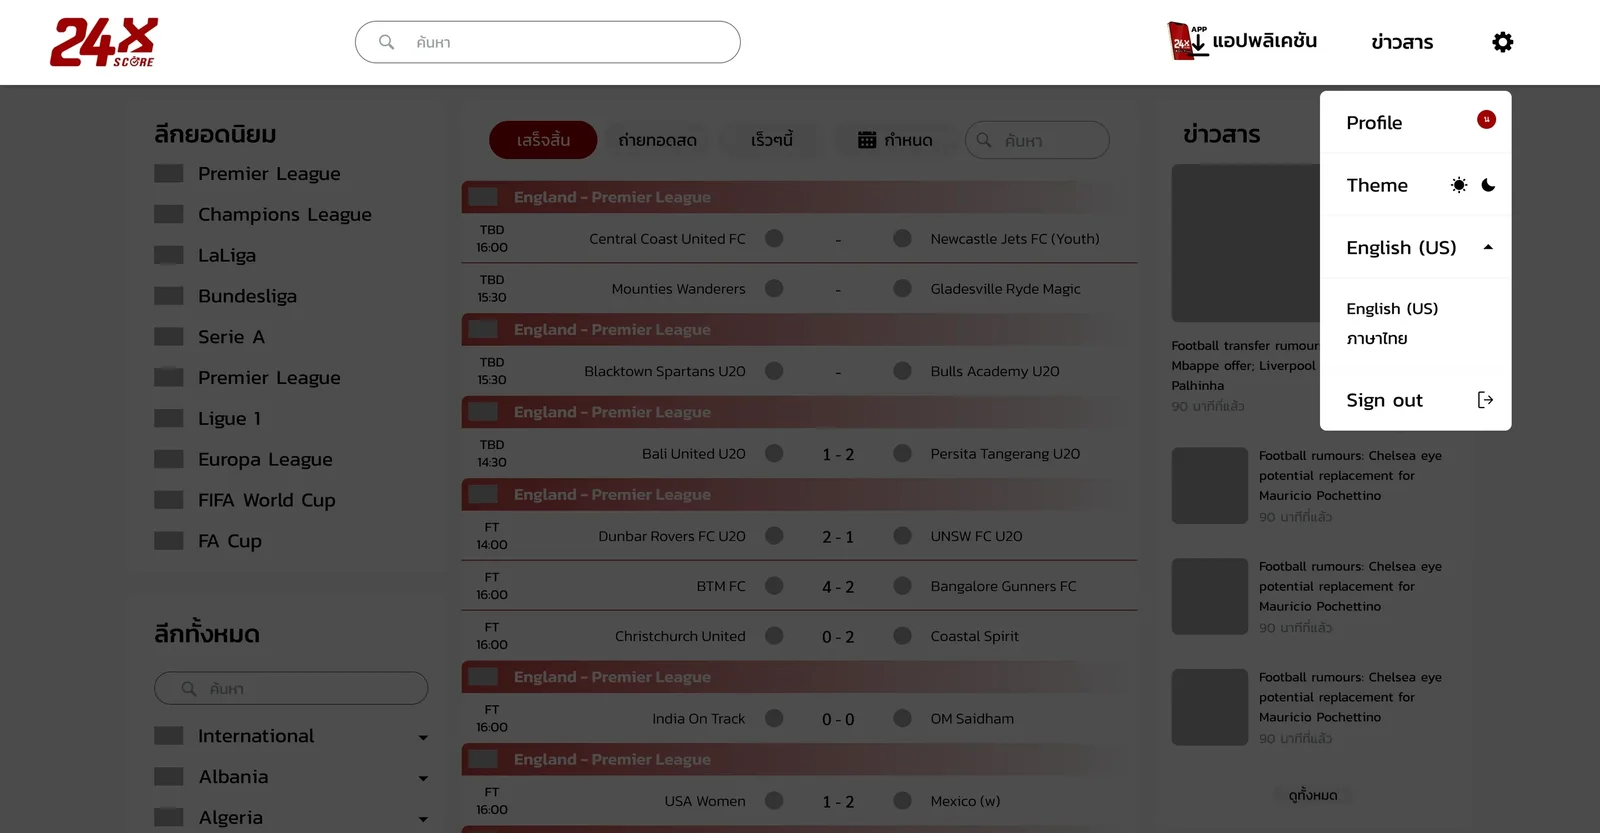 24X
SCORE
ค้นหา
24X
APP
แอปพลิเคชัน
ข่าวสาร
Profile
น
Theme
English (US)
English (US)
ภาษาไทย
Sign out
ลีกยอดนิยม
Premier League
Champions League
LaLiga
Bundesliga
Serie A
Premier League
Ligue 1
Europa League
FIFA World Cup
FA Cup
ลีกทั้งหมด
ค้นหา
International
Albania
Algeria
เสร็จสิ้น
ถ่ายทอดสด
เร็วๆนี้
กำหนด
ค้นหา
England - Premier League
TBD
16:00
Central Coast United FC - Newcastle Jets FC (Youth)
TBD
15:30
Mounties Wanderers - Gladesville Ryde Magic
England - Premier League
TBD
15:30
Blacktown Spartans U20 - Bulls Academy U20
England - Premier League
TBD
14:30
Bali United U20 1 - 2 Persita Tangerang U20
England - Premier League
FT
14:00
Dunbar Rovers FC U20 2 - 1 UNSW FC U20
FT
16:00
BTM FC 4 - 2 Bangalore Gunners FC
FT
16:00
Christchurch United 0 - 2 Coastal Spirit
England - Premier League
FT
16:00
India On Track 0 - 0 OM Saidham
England - Premier League
FT
16:00
USA Women 1 - 2 Mexico (w)
ข่าวสาร
Football transfer rumour
Mbappe offer; Liverpool
Palhinha
90 นาทีที่แล้ว
Football rumours: Chelsea eye
potential replacement for
Mauricio Pochettino
90 นาทีที่แล้ว
Football rumours: Chelsea eye
potential replacement for
Mauricio Pochettino
90 นาทีที่แล้ว
Football rumours: Chelsea eye
potential replacement for
Mauricio Pochettino
90 นาทีที่แล้ว
ดูทั้งหมด